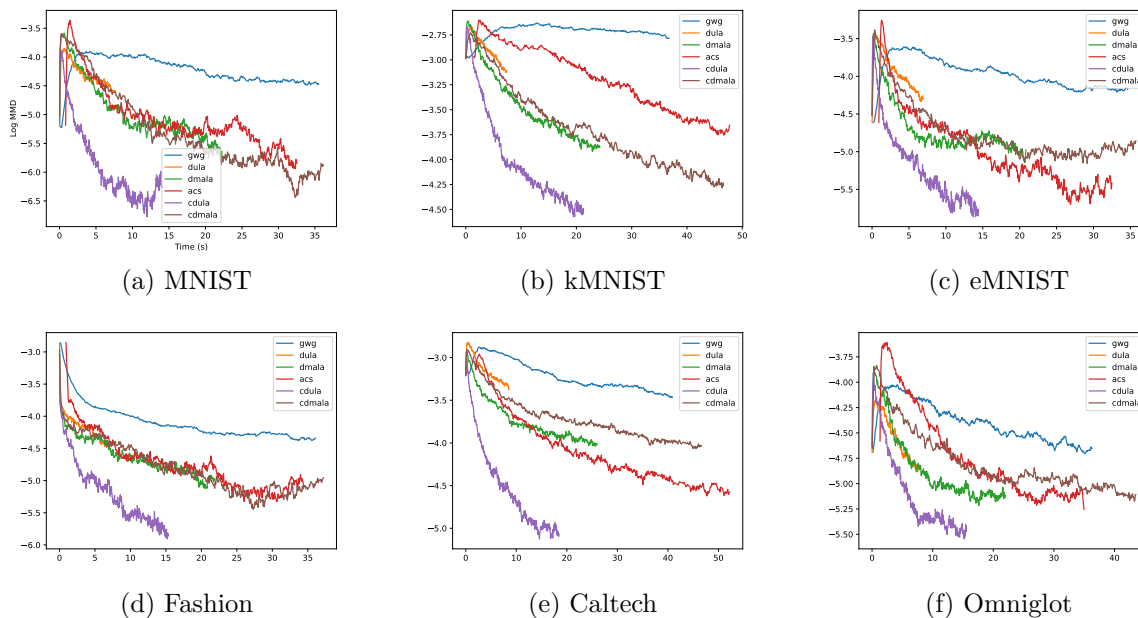 gwg
dula
dmala
acs
cdula
cdmala
−3.5
−4.0
−4.5
−5.0
−5.5
−6.0
−6.5
Log MMD
0 5 10 15 20 25 30 35
Time (s)
(a) MNIST
gwg
dula
dmala
acs
cdula
cdmala
−2.75
−3.00
−3.25
−3.50
−3.75
−4.00
−4.25
−4.50
0 10 20 30 40 50
(b) kMNIST
gwg
dula
dmala
acs
cdula
cdmala
−3.5
−4.0
−4.5
−5.0
−5.5
0 5 10 15 20 25 30 35
(c) eMNIST
gwg
dula
dmala
acs
cdula
cdmala
−3.0
−3.5
−4.0
−4.5
−5.0
−5.5
−6.0
0 5 10 15 20 25 30 35
(d) Fashion
gwg
dula
dmala
acs
cdula
cdmala
−3.0
−3.5
−4.0
−4.5
−5.0
0 10 20 30 40 50
(e) Caltech
gwg
dula
dmala
acs
cdula
cdmala
−3.75
−4.00
−4.25
−4.50
−4.75
−5.00
−5.25
−5.50
0 10 20 30 40
(f) Omniglot